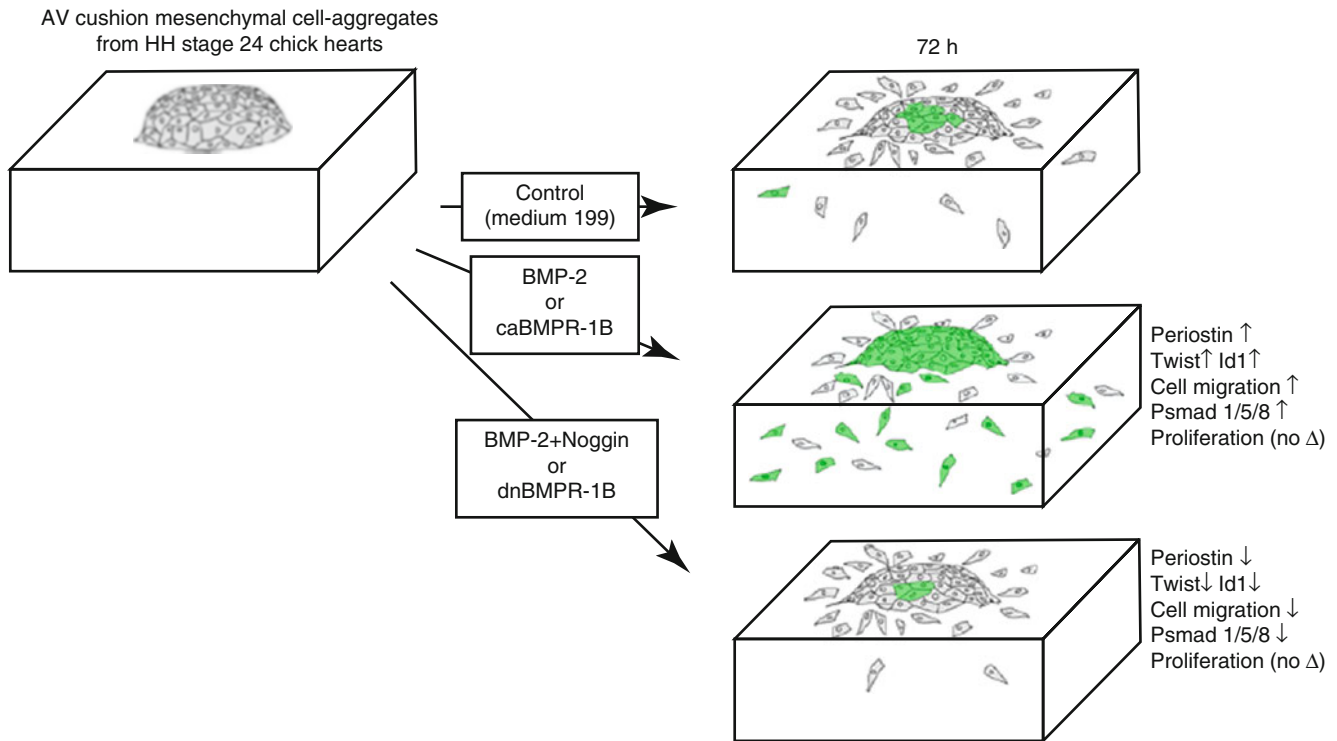 AV cushion mesenchymal cell-aggregates
from HH stage 24 chick hearts
72 h
Control
(medium 199)
BMP-2
or
caBMPR-1B
Periostin ↑
Twist↑ Id1↑
Cell migration ↑
Psmad 1/5/8 ↑
Proliferation (no Δ)
BMP-2+Noggin
or
dnBMPR-1B
Periostin ↓
Twist↓ Id1↓
Cell migration ↓
Psmad 1/5/8 ↓
Proliferation (no Δ)